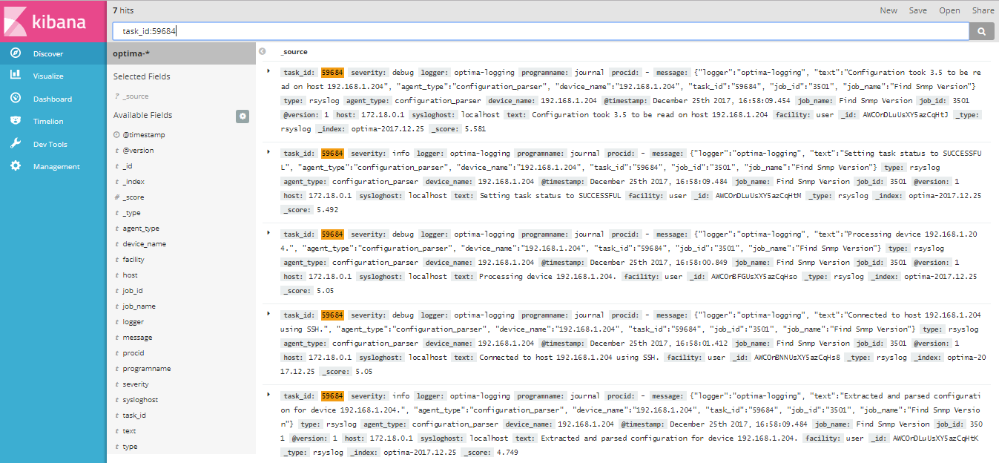 kibana
7 hits
New Save Open Share
task_id:59684
Discover
Visualize
Dashboard
Timelion
Dev Tools
Management
optima-*
Selected Fields
? _source
Available Fields
@timestamp
t @version
t _id
t _index
# _score
t _type
t agent_type
t device_name
t facility
t host
t job_id
t job_name
t logger
t message
t procid
t programname
t severity
t sysloghost
t task_id
t text
t type
_source
task_id: 59684 severity: debug logger: optima-logging programname: journal procid: - message: {"logger":"optima-logging", "text":"Configuration took 3.5 to be re
ad on host 192.168.1.204", "agent_type":"configuration_parser", "device_name":"192.168.1.204", "task_id":"59684", "job_id":"3501", "job_name":"Find Snmp Version"}
type: rsyslog agent_type: configuration_parser device_name: 192.168.1.204 @timestamp: December 25th 2017, 16:58:09.454 job_name: Find Snmp Version job_id: 3501
@version: 1 host: 172.18.0.1 sysloghost: localhost text: Configuration took 3.5 to be read on host 192.168.1.204 facility: user _id: AWCOnDLuUsXY5azCqHtJ _type:
rsyslog _index: optima-2017.12.25 _score: 5.581
task_id: 59684 severity: info logger: optima-logging programname: journal procid: - message: {"logger":"optima-logging", "text":"Setting task status to SUCCESSFU
L", "agent_type":"configuration_parser", "device_name":"192.168.1.204", "task_id":"59684", "job_id":"3501", "job_name":"Find Snmp Version"} type: rsyslog
agent_type: configuration_parser device_name: 192.168.1.204 @timestamp: December 25th 2017, 16:58:09.484 job_name: Find Snmp Version job_id: 3501 @version: 1
host: 172.18.0.1 sysloghost: localhost text: Setting task status to SUCCESSFUL facility: user _id: AWCOnDLuUsXY5azCqHtM _type: rsyslog _index: optima-2017.12.25
_score: 5.492
task_id: 59684 severity: debug logger: optima-logging programname: journal procid: - message: {"logger":"optima-logging", "text":"Processing device 192.168.1.20
4.", "agent_type":"configuration_parser", "device_name":"192.168.1.204", "task_id":"59684", "job_id":"3501", "job_name":"Find Snmp Version"} type: rsyslog
agent_type: configuration_parser device_name: 192.168.1.204 @timestamp: December 25th 2017, 16:58:00.849 job_name: Find Snmp Version job_id: 3501 @version: 1
host: 172.18.0.1 sysloghost: localhost text: Processing device 192.168.1.204. facility: user _id: AWCOnBFGUsXY5azCqHso _type: rsyslog _index: optima-2017.12.25
_score: 5.05
task_id: 59684 severity: debug logger: optima-logging programname: journal procid: - message: {"logger":"optima-logging", "text":"Connected to host 192.168.1.204
using SSH.", "agent_type":"configuration_parser", "device_name":"192.168.1.204", "task_id":"59684", "job_id":"3501", "job_name":"Find Snmp Version"} type: rsyslog
agent_type: configuration_parser device_name: 192.168.1.204 @timestamp: December 25th 2017, 16:58:01.412 job_name: Find Snmp Version job_id: 3501 @version: 1
host: 172.18.0.1 sysloghost: localhost text: Connected to host 192.168.1.204 using SSH. facility: user _id: AWCOnBNNUsXY5azCqHs8 _type: rsyslog _index: optima-20
17.12.25 _score: 5.05
task_id: 59684 severity: info logger: optima-logging programname: journal procid: - message: {"logger":"optima-logging", "text":"Extracted and parsed configurati
on for device 192.168.1.204.", "agent_type":"configuration_parser", "device_name":"192.168.1.204", "task_id":"59684", "job_id":"3501", "job_name":"Find Snmp Versio
n"} type: rsyslog agent_type: configuration_parser device_name: 192.168.1.204 @timestamp: December 25th 2017, 16:58:09.484 job_name: Find Snmp Version job_id: 350
1 @version: 1 host: 172.18.0.1 sysloghost: localhost text: Extracted and parsed configuration for device 192.168.1.204. facility: user _id: AWCOnDLuUsXY5azCqHtK
_type: rsyslog _index: optima-2017.12.25 _score: 4.749